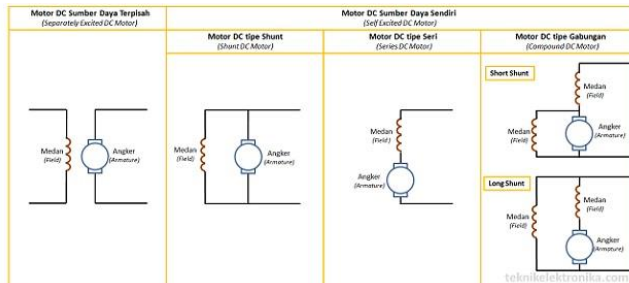 Motor DC Sumber Daya Terpisah
(Separately Excited DC Motor)
Motor DC Sumber Daya Sendiri
(Self Excited DC Motor)
Motor DC tipe Shunt
(Shunt DC Motor)
Motor DC tipe Seri
(Series DC Motor)
Motor DC tipe Gabungan
(Compound DC Motor)
Medan
(Field)
Angker
(Armature)
Medan
(Field)
Angker
(Armature)
Medan
(Field)
Angker
(Armature)
Short Shunt
Medan
(Field)
Medan
(Field)
Angker
(Armature)
Long Shunt
Medan
(Field)
Medan
(Field)
Angker
(Armature)
teknikelektronika.com